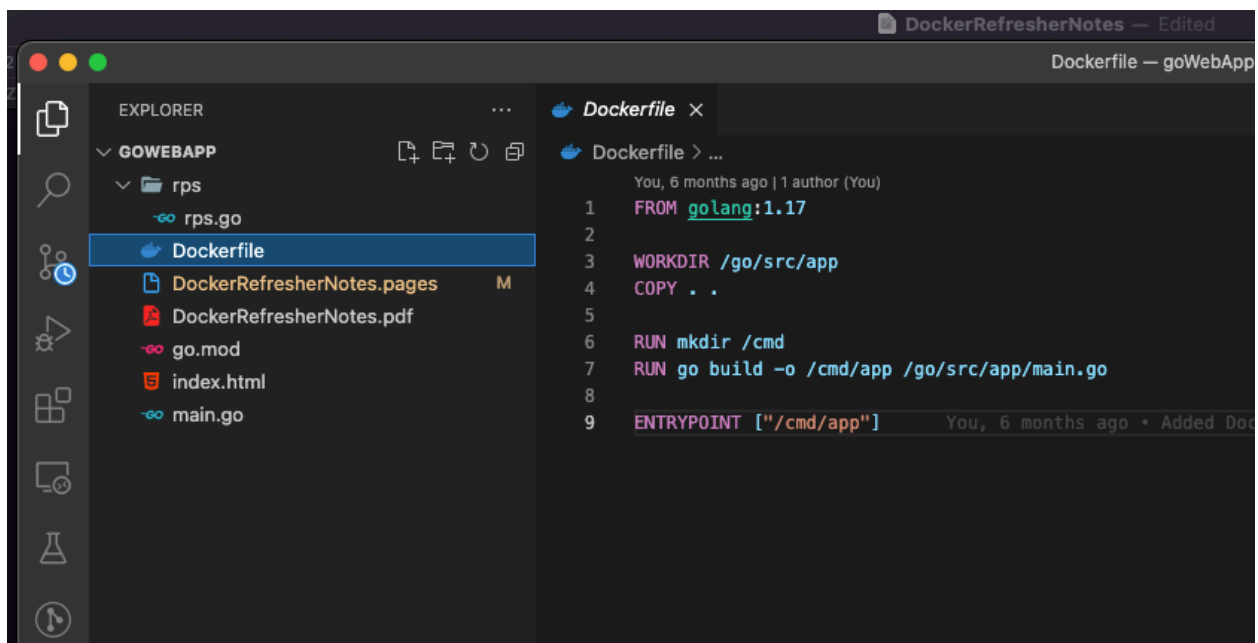 DockerRefresherNotes — Edited
Dockerfile — goWebApp
EXPLORER
GOWEBAPP
rps
rps.go
Dockerfile
DockerRefresherNotes.pages M
DockerRefresherNotes.pdf
go.mod
index.html
main.go
Dockerfile
Dockerfile > ...
You, 6 months ago | 1 author (You)
1 FROM golang:1.17
2
3 WORKDIR /go/src/app
4 COPY . .
5
6 RUN mkdir /cmd
7 RUN go build -o /cmd/app /go/src/app/main.go
8
9 ENTRYPOINT ["/cmd/app"] You, 6 months ago • Added Doc